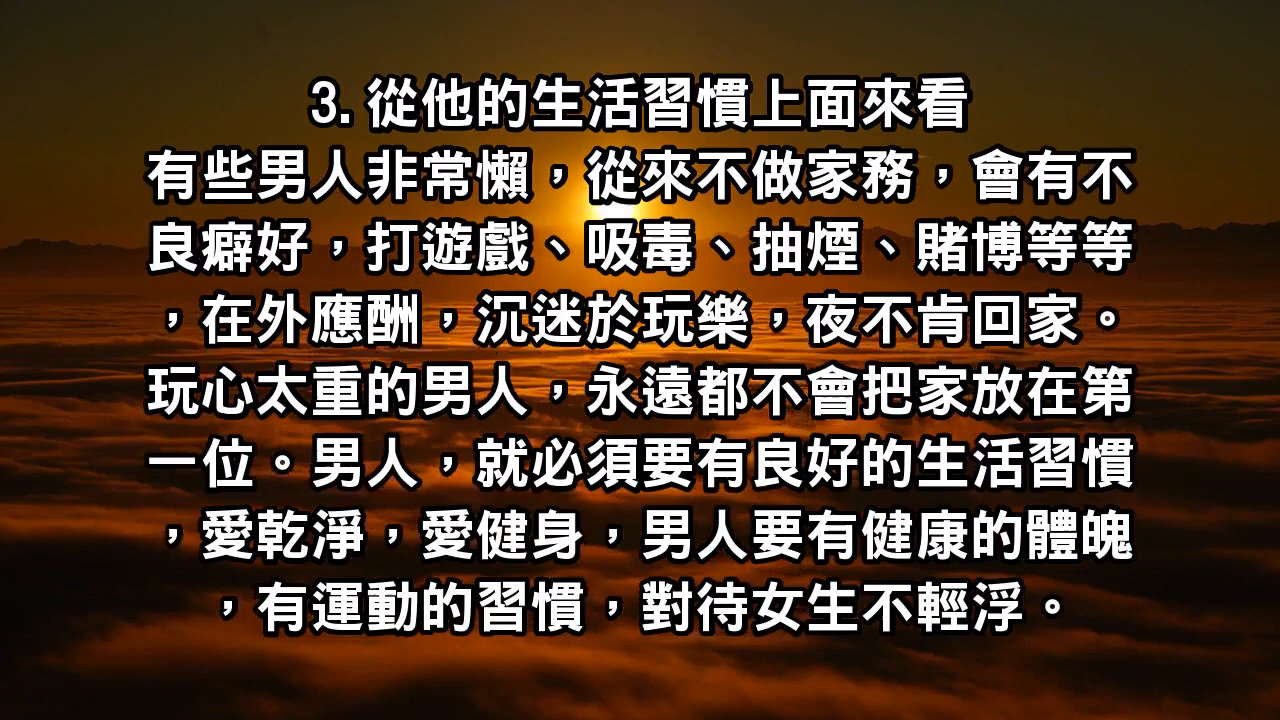 3.從他的生活習慣上面來看
有些男人非常懶，從來不做家務，會有不
良癖好，打遊戲、吸毒、抽煙、賭博等等
，在外應酬，沉迷於玩樂，夜不肯回家。
玩心太重的男人，永遠都不會把家放在第
一位。男人，就必須要有良好的生活習慣
，愛乾淨，愛健身，男人要有健康的體魄
，有運動的習慣，對待女生不輕浮。